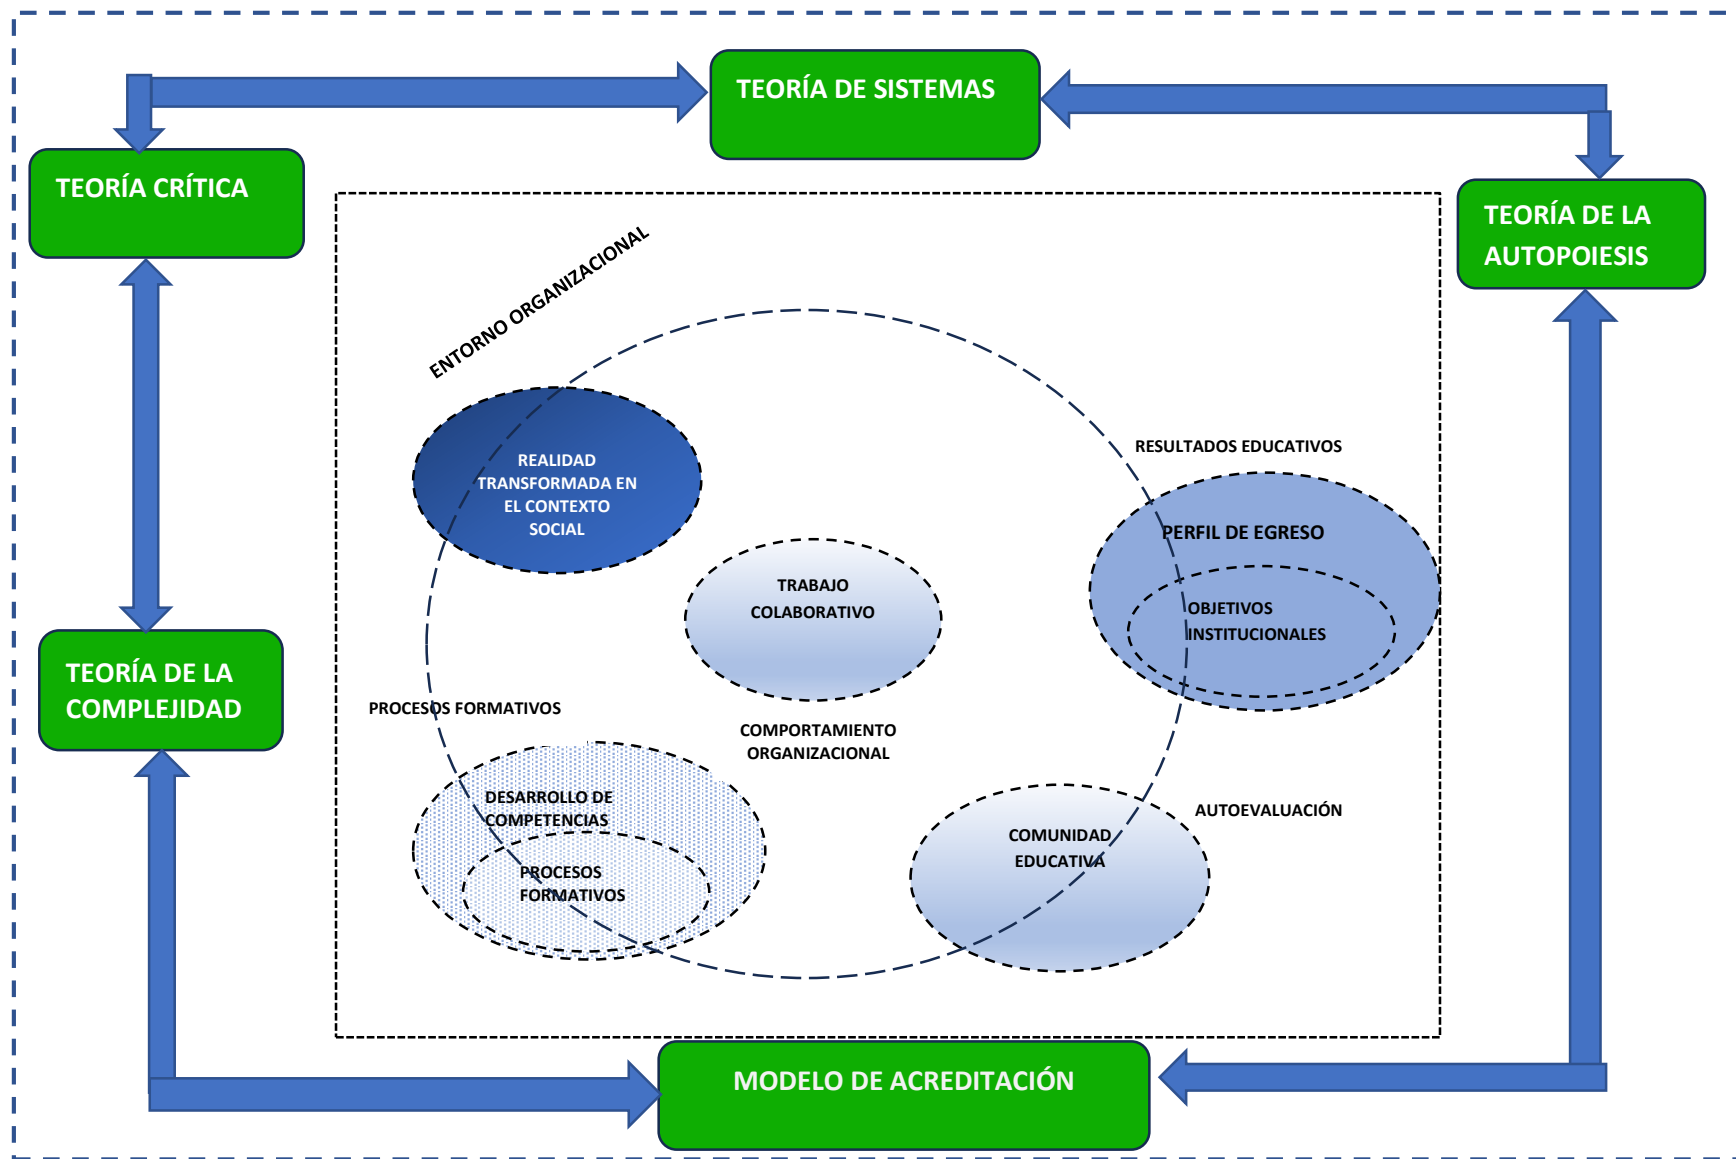 TEORÍA DE SISTEMAS
TEORÍA CRÍTICA
TEORÍA DE LA
AUTOPOIESIS
ENTORNO ORGANIZACIONAL
REALIDAD
TRANSFORMADA EN
EL CONTEXTO
SOCIAL
RESULTADOS EDUCATIVOS
PERFIL DE EGRESO
OBJETIVOS
INSTITUCIONALES
TRABAJO
COLABORATIVO
TEORÍA DE LA
COMPLEJIDAD
PROCESOS FORMATIVOS
COMPORTAMIENTO
ORGANIZACIONAL
DESARROLLO DE
COMPETENCIAS
PROCESOS
FORMATIVOS
AUTOEVALUACIÓN
COMUNIDAD
EDUCATIVA
MODELO DE ACREDITACIÓN